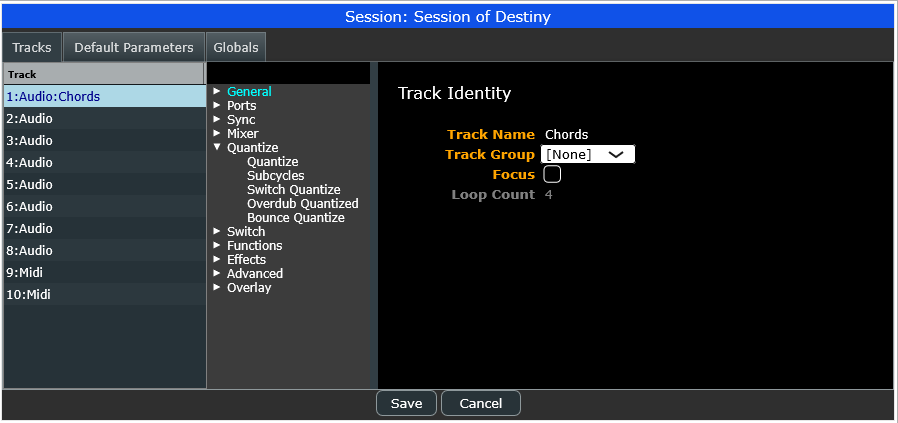 Session: Session of Destiny
Tracks Default Parameters Globals
Track
1:Audio:Chords
2:Audio
3:Audio
4:Audio
5:Audio
6:Audio
7:Audio
8:Audio
9:Midi
10:Midi
General
Ports
Sync
Mixer
Quantize
Quantize
Subcycles
Switch Quantize
Overdub Quantized
Bounce Quantize
Switch
Functions
Effects
Advanced
Overlay
Track Identity
Track Name Chords
Track Group [None]
Focus
Loop Count 4
Save Cancel